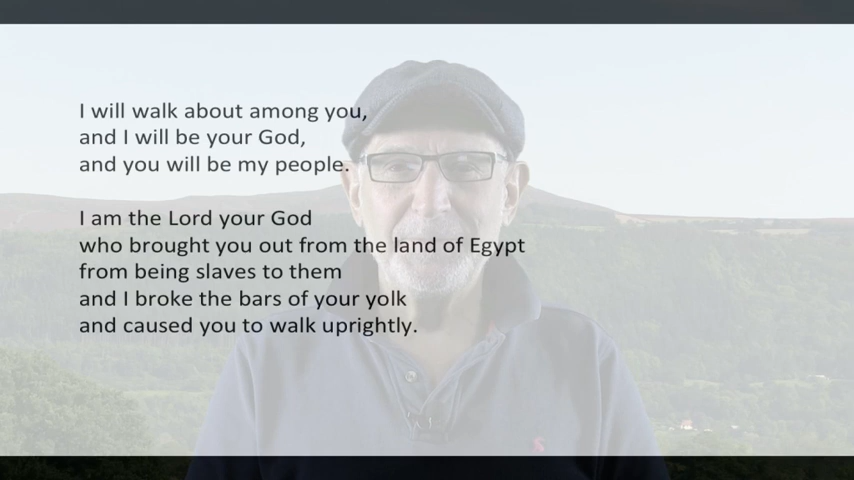 I will walk about among you,
and I will be your God,
and you will be my people.
I am the Lord your God
who brought you out from the land of Egypt
from being slaves to them
and I broke the bars of your yolk
and caused you to walk uprightly.